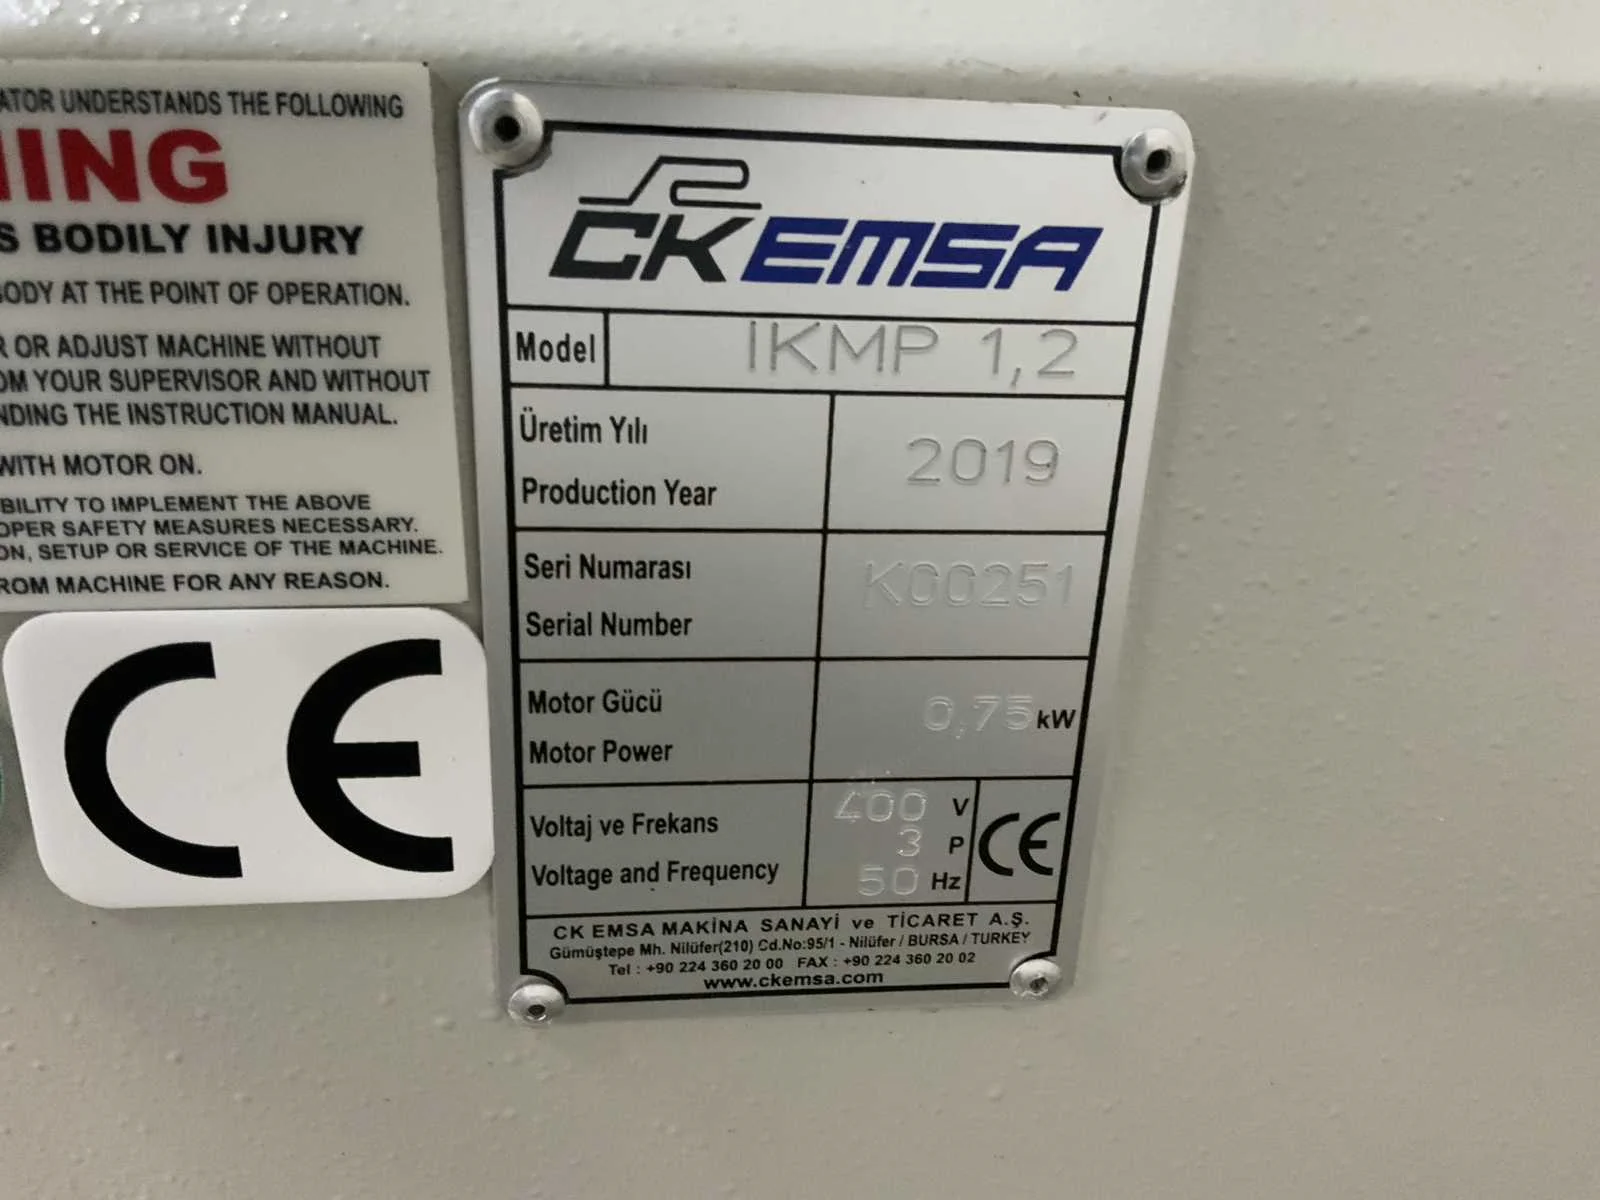 ATOR UNDERSTANDS THE FOLLOWING
NING
S BODILY INJURY
BODY AT THE POINT OF OPERATION.
R OR ADJUST MACHINE WITHOUT
OM YOUR SUPERVISOR AND WITHOUT
NDING THE INSTRUCTION MANUAL.
WITH MOTOR ON.
BILITY TO IMPLEMENT THE ABOVE
OPER SAFETY MEASURES NECESSARY.
ON, SETUP OR SERVICE OF THE MACHINE.
ROM MACHINE FOR ANY REASON.
CE
CK EMSA
Model IKMP 1,2
Üretim Yılı
Production Year 2019
Seri Numarası
Serial Number K00251
Motor Gücü
Motor Power 0,75 kW
Voltaj ve Frekans 400 V
3 P
Voltage and Frequency 50 Hz
CE
CK EMSA MAKİNA SANAYİ ve TİCARET A.Ş.
Gümüştepe Mh. Nilüfer(210) Cd.No:95/1 - Nilüfer / BURSA / TURKEY
Tel : +90 224 360 20 00 FAX : +90 224 360 20 02
www.ckemsa.com